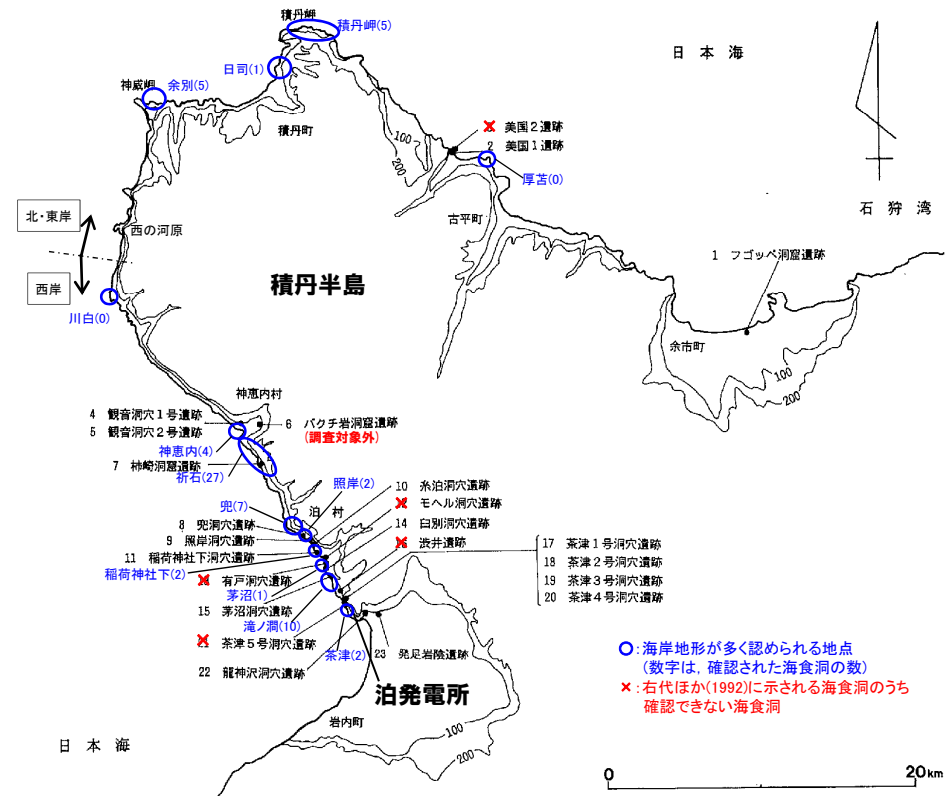 積丹岬
積丹岬(5)
日本海
日司(1)
神威岬
余別(5)
積丹町
100
200
美国2遺跡
2 美国1遺跡
厚苫(0)
石狩湾
北・東岸
西の河原
古平町
西岸
積丹半島
1 フゴッペ洞窟遺跡
川白(0)
余市町
100
200
神恵内村
4 観音洞穴1号遺跡
5 観音洞穴2号遺跡
6 バクチ岩洞窟遺跡
(調査対象外)
神恵内(4)
7 柿崎洞窟遺跡
祈石(27)
照岸(2)
10 糸泊洞穴遺跡
兜(7)
泊村
モヘル洞穴遺跡
8 兜洞穴遺跡
14 臼別洞穴遺跡
9 照岸洞穴遺跡
渋井遺跡
11 稲荷神社下洞穴遺跡
17 茶津1号洞穴遺跡
18 茶津2号洞穴遺跡
19 茶津3号洞穴遺跡
20 茶津4号洞穴遺跡
稲荷神社下(2)
有戸洞穴遺跡
茅沼(1)
15 茅沼洞穴遺跡
滝ノ澗(10)
茶津5号洞穴遺跡
茶津(2)
23 発足岩陰遺跡
22 龍神沢洞穴遺跡
泊発電所
岩内町
100
200
日本海
:海岸地形が多く認められる地点
(数字は,確認された海食洞の数)
×:右代ほか(1992)に示される海食洞のうち
確認できない海食洞
0 20km